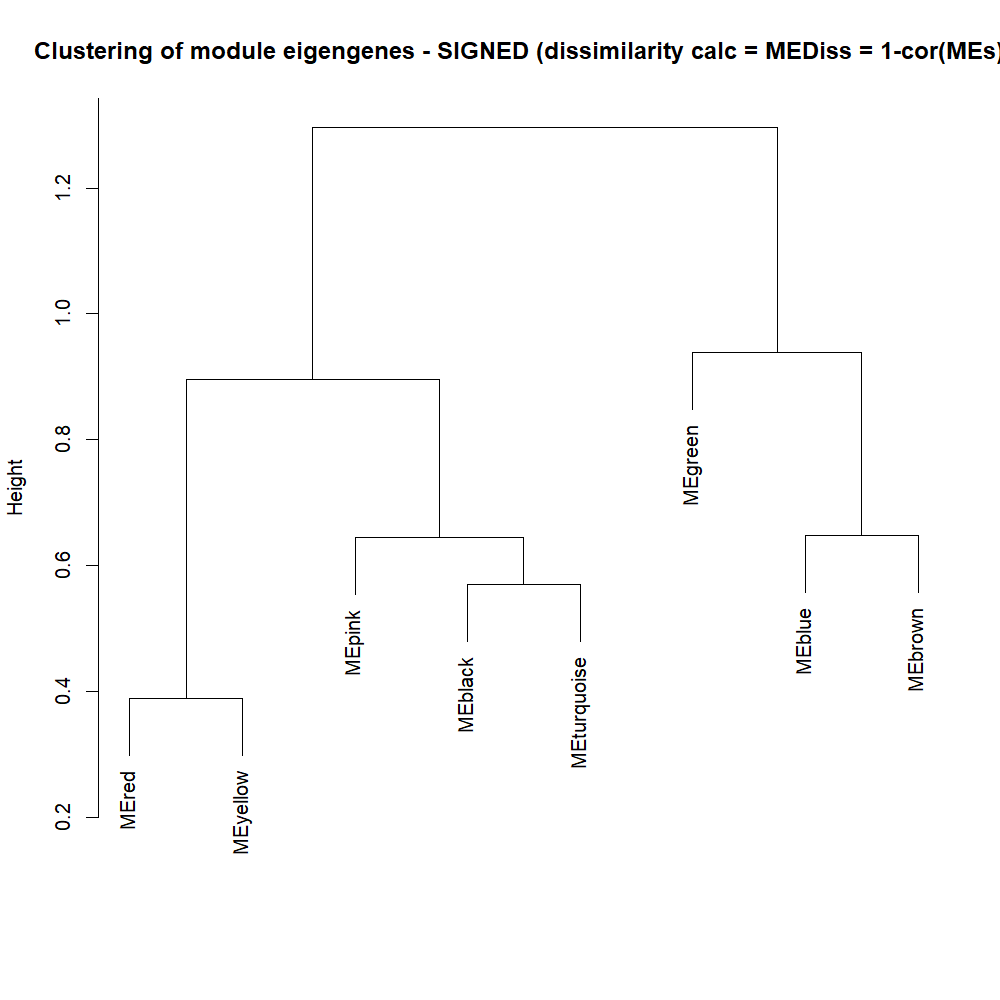 Clustering of module eigengenes - SIGNED (dissimilarity calc = MEDiss = 1-cor(MEs)
Height
1.2
1.0
0.8
0.6
0.4
0.2
MEred
MEyellow
MEpink
MEblack
MEturquoise
MEgreen
MEblue
MEbrown